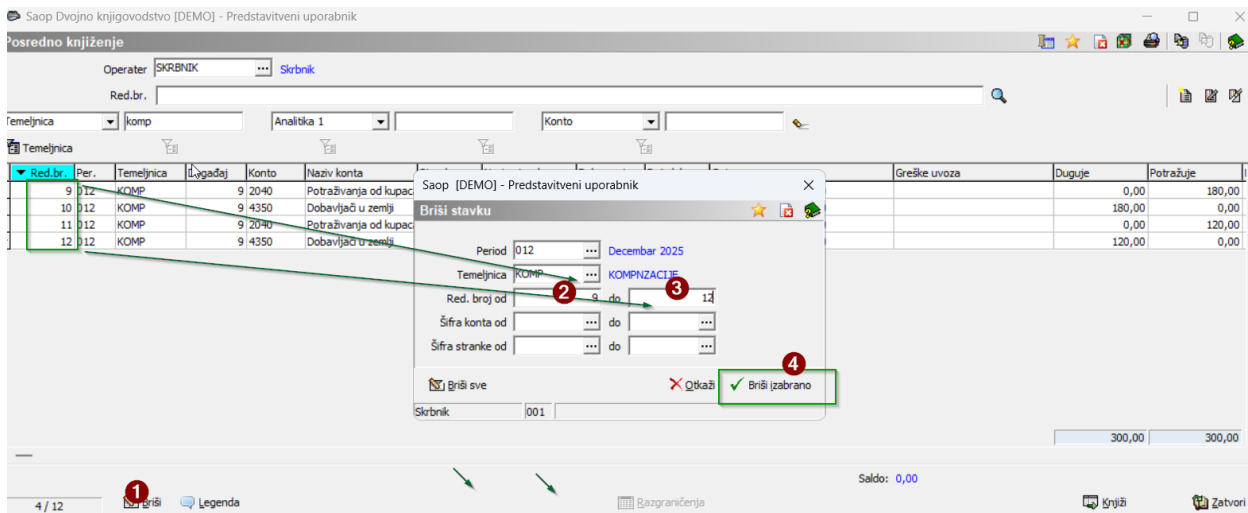 Saop Dvojno knjigovodstvo [DEMO] - Predstavitveni uporabnik
Posredno knjiženje
Operater SKRBNIK ... Skrbnik
Red.br.
Temeljnica komp Analitika 1 Konto
Temeljnica
Red.br. Per. Temeljnica Događaj Konto Naziv konta Greške uvoza Duguje Potražuje
9 012 KOMP 9 2040 Potraživanja od kupac 0,00 180,00
10 012 KOMP 9 4350 Dobavljači u zemlji 180,00 0,00
11 012 KOMP 9 2040 Potraživanja od kupac 0,00 120,00
12 012 KOMP 9 4350 Dobavljači u zemlji 120,00 0,00
Saop [DEMO] - Predstavitveni uporabnik
Briši stavku
Period 012 ... Decembar 2025
Temeljnica KOMP ... KOMPNZACIJE
2 3
Red. broj od 9 do 12
Šifra konta od ... do ...
Šifra stranke od ... do ...
4
Briši sve Otkaži Briši izabrano
Skrbnik 001
300,00 300,00
Saldo: 0,00
1
4 / 12 Briši Legenda Razgraničenja Knjiži Zatvori